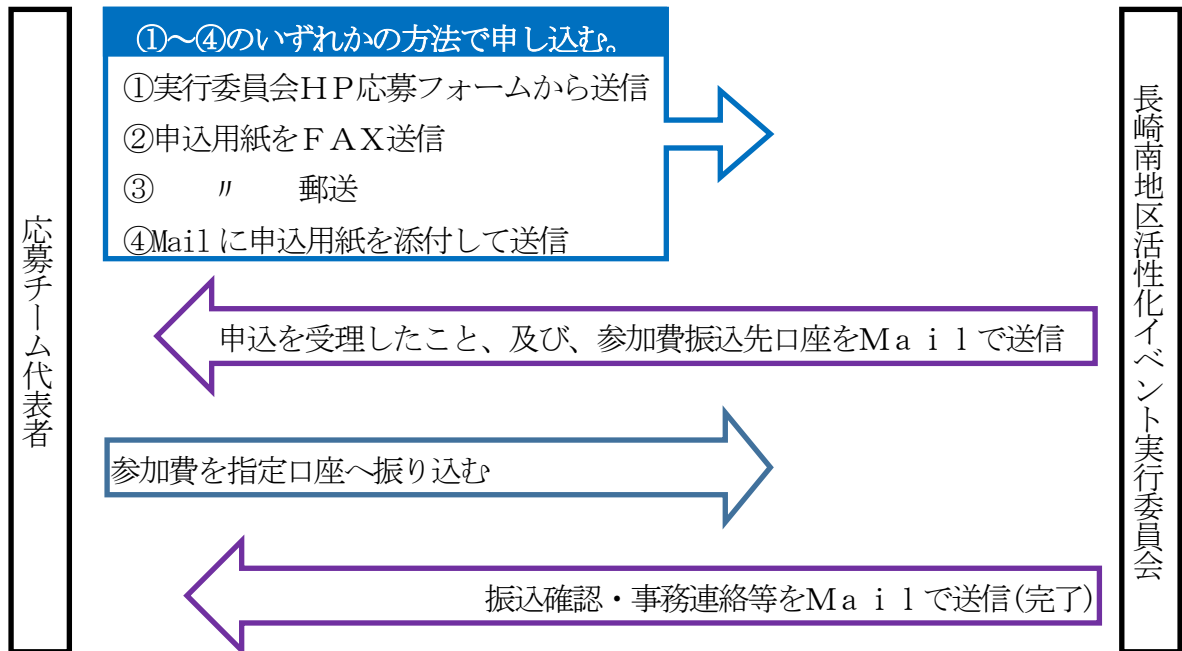 ①～④のいずれかの方法で申し込む。
①実行委員会ＨＰ応募フォームから送信
②申込用紙をＦＡＸ送信
③　　〃　　郵送
④Mailに申込用紙を添付して送信
応募チーム代表者
長崎南地区活性化イベント実行委員会
申込を受理したこと、及び、参加費振込先口座をＭａｉｌで送信
参加費を指定口座へ振り込む
振込確認・事務連絡等をＭａｉｌで送信(完了)